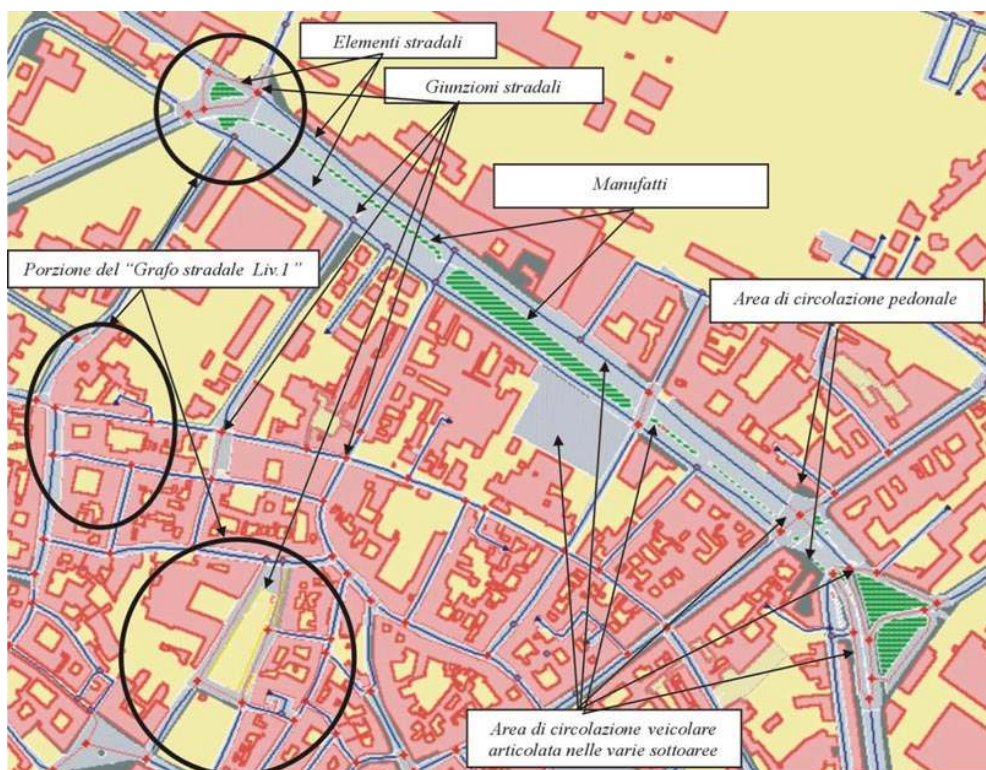 Elementi stradali
Giunzioni stradali
Manufatti
Porzione del “Grafo stradale Liv.1”
Area di circolazione pedonale
Area di circolazione veicolare
articolata nelle varie sottoaree